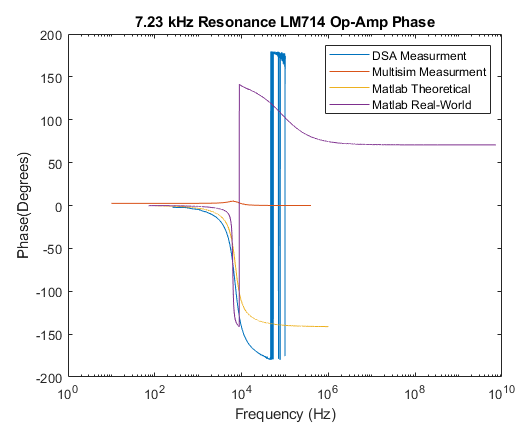 7.23 kHz Resonance LM714 Op-Amp Phase
DSA Measurment
Multisim Measurment
Matlab Theoretical
Matlab Real-World
200
150
100
50
0
-50
-100
-150
-200
Phase(Degrees)
10^0 10^2 10^4 10^6 10^8 10^10
Frequency (Hz)